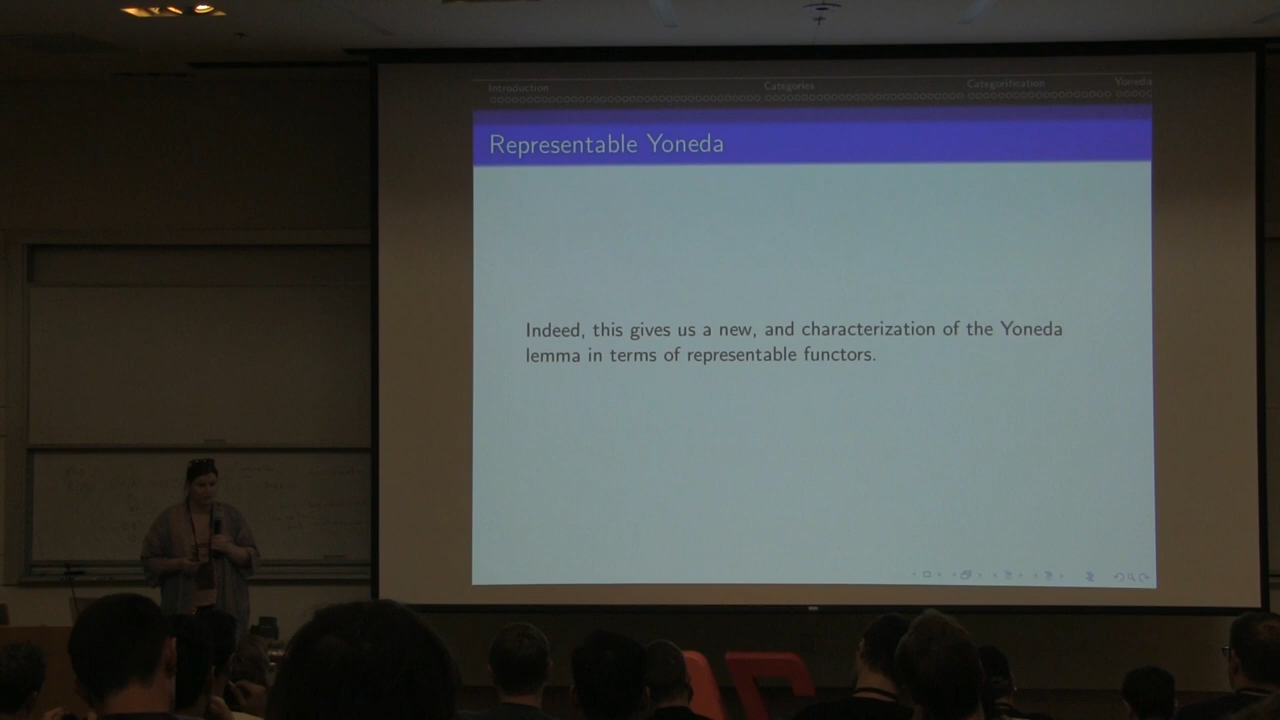 Introduction
Categories
Categorification
Yoneda
Representable Yoneda
Indeed, this gives us a new, and characterization of the Yoneda
lemma in terms of representable functors.